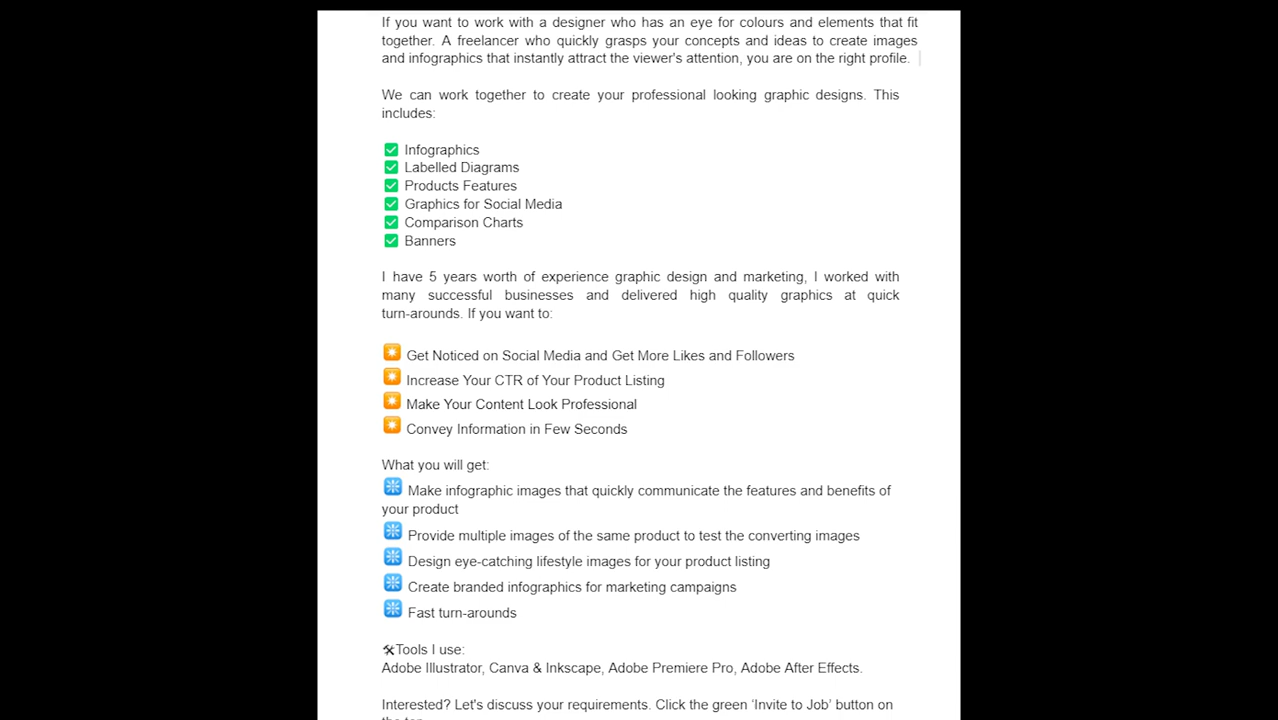 If you want to work with a designer who has an eye for colours and elements that fit
together. A freelancer who quickly grasps your concepts and ideas to create images
and infographics that instantly attract the viewer's attention, you are on the right profile.
We can work together to create your professional looking graphic designs. This
includes:
✅ Infographics
✅ Labelled Diagrams
✅ Products Features
✅ Graphics for Social Media
✅ Comparison Charts
✅ Banners
I have 5 years worth of experience graphic design and marketing, I worked with
many successful businesses and delivered high quality graphics at quick
turn-arounds. If you want to:
✴️ Get Noticed on Social Media and Get More Likes and Followers
✴️ Increase Your CTR of Your Product Listing
✴️ Make Your Content Look Professional
✴️ Convey Information in Few Seconds
What you will get:
❇️ Make infographic images that quickly communicate the features and benefits of
your product
❇️ Provide multiple images of the same product to test the converting images
❇️ Design eye-catching lifestyle images for your product listing
❇️ Create branded infographics for marketing campaigns
❇️ Fast turn-arounds
🛠Tools I use:
Adobe Illustrator, Canva & Inkscape, Adobe Premiere Pro, Adobe After Effects.
Interested? Let's discuss your requirements. Click the green ‘Invite to Job’ button on